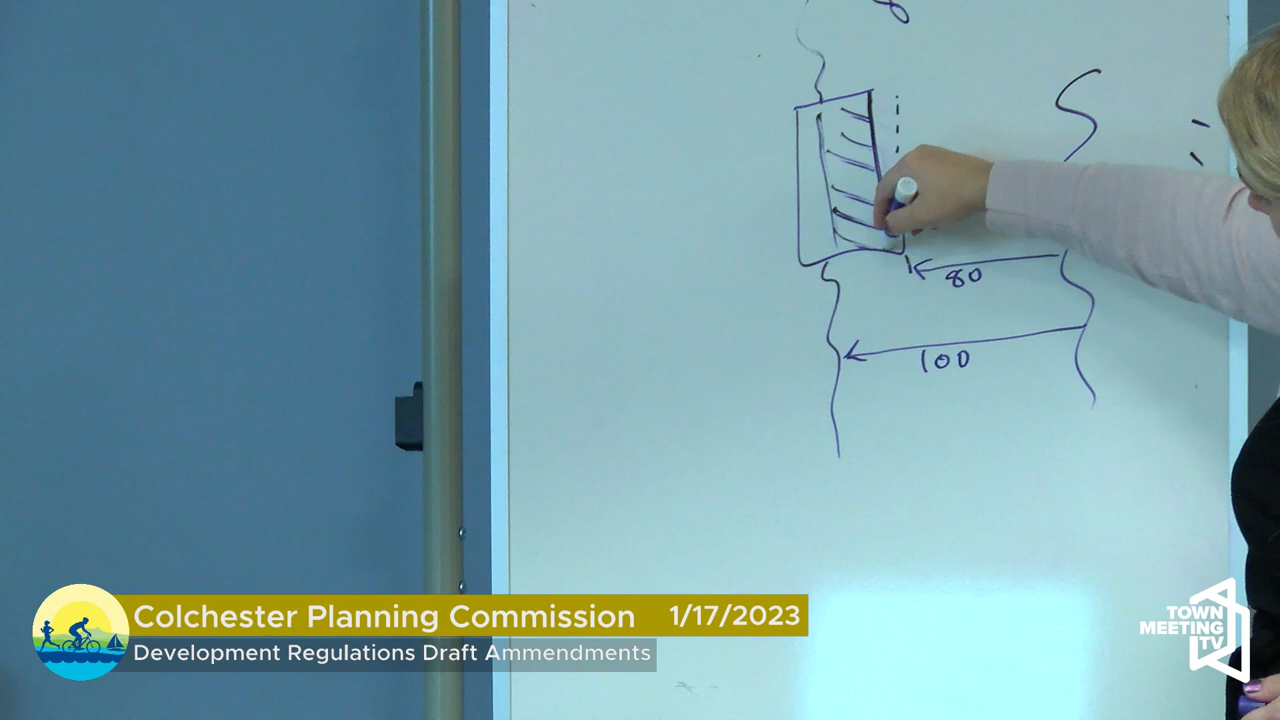 80
100
Colchester Planning Commission 1/17/2023
Development Regulations Draft Ammendments
TOWN
MEETING
TV